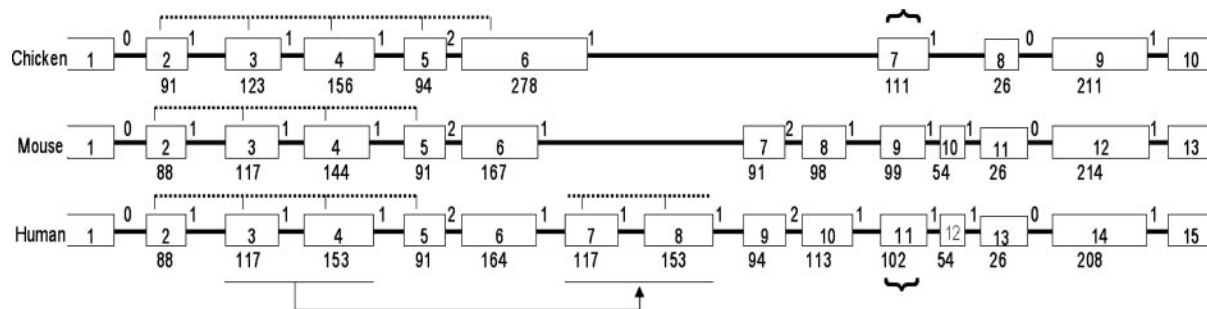 0 1 1 1 2 1 1 0 1
Chicken 1 2 3 4 5 6 7 8 9 10
91 123 156 94 278 111 26 211
0 1 1 1 2 1 2 1 1 1 0 1
Mouse 1 2 3 4 5 6 7 8 9 10 11 12 13
88 117 144 91 167 91 98 99 54 26 214
0 1 1 1 2 1 1 1 2 1 1 1 0 1
Human 1 2 3 4 5 6 7 8 9 10 11 12 13 14 15
88 117 153 91 164 117 153 94 113 102 54 26 208